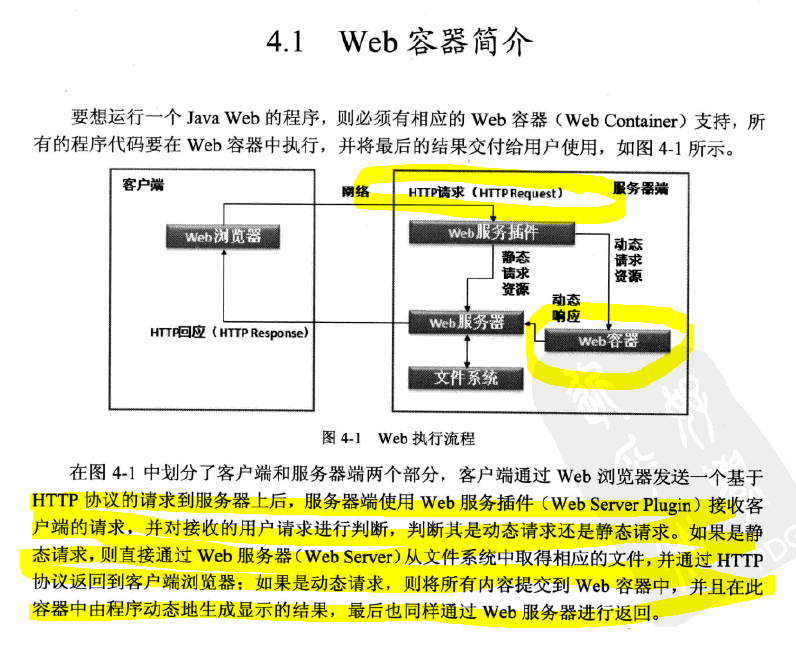 4.1 Web 容器简介
要想运行一个 Java Web 的程序，则必须有相应的 Web 容器（Web Container）支持，所
有的程序代码要在 Web 容器中执行，并将最后的结果交付给用户使用，如图 4-1 所示。
客户端
网络
HTTP请求（HTTP Request）
服务器端
Web浏览器
Web服务插件
静态
请求
资源
动态
请求
资源
动态
响应
HTTP回应（HTTP Response）
Web服务器
Web容器
文件系统
图 4-1 Web 执行流程
在图 4-1 中划分了客户端和服务器端两个部分，客户端通过 Web 浏览器发送一个基于
HTTP 协议的请求到服务器上后，服务器端使用 Web 服务插件（Web Server Plugin）接收客
户端的请求，并对接收的用户请求进行判断，判断其是动态请求还是静态请求。如果是静
态请求，则直接通过 Web 服务器（Web Server）从文件系统中取得相应的文件，并通过 HTTP
协议返回到客户端浏览器；如果是动态请求，则将所有内容提交到 Web 容器中，并且在此
容器中由程序动态地生成显示的结果，最后也同样通过 Web 服务器进行返回。